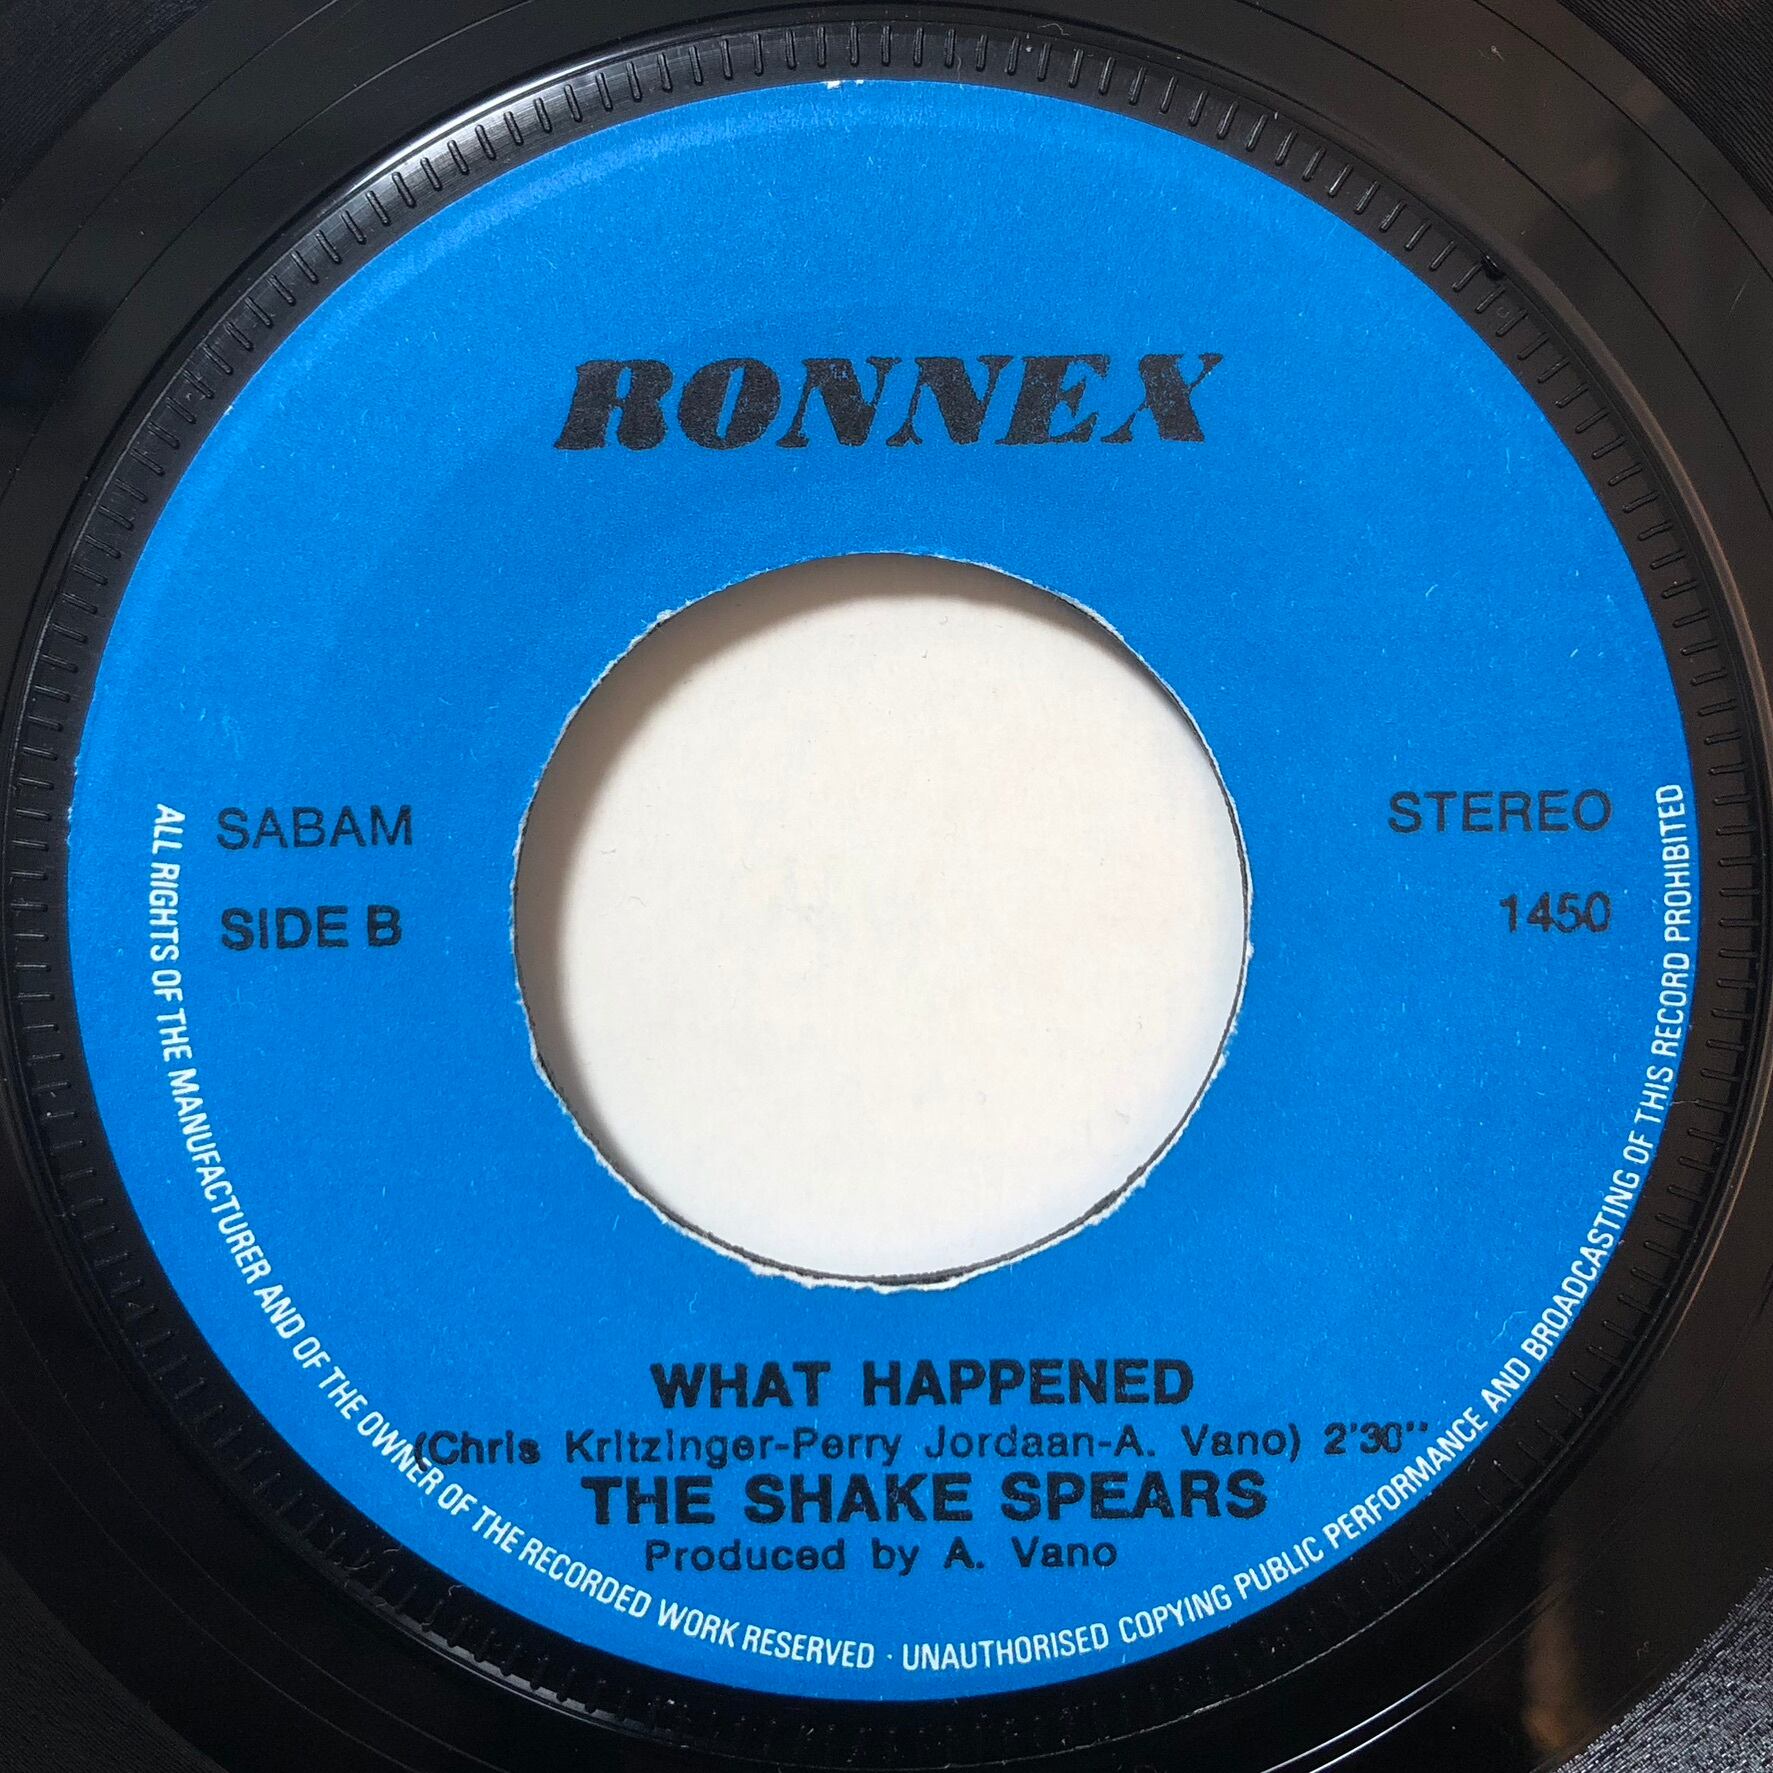 RONNEX
SABAM
SIDE B
STEREO
1450
WHAT HAPPENED
(Chris Kritzinger-Perry Jordaan-A. Vano) 2'30''
THE SHAKE SPEARS
Produced by A. Vano
ALL RIGHTS OF THE MANUFACTURER AND OF THE OWNER OF THE RECORDED WORK RESERVED · UNAUTHORISED COPYING PUBLIC PERFORMANCE AND BROADCASTING OF THIS RECORD PROHIBITED